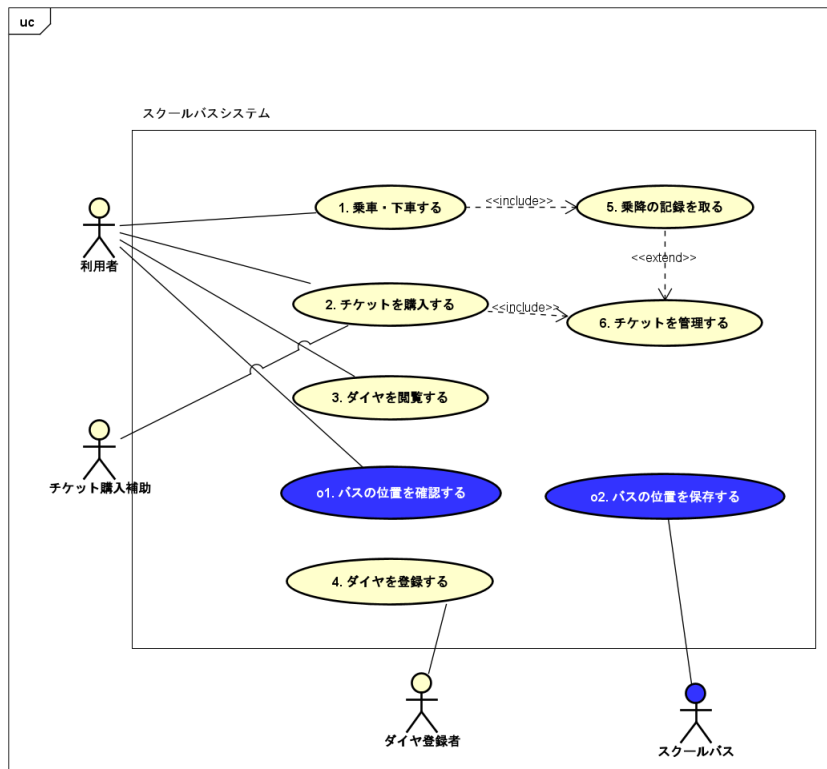 uc
スクールバスシステム
1. 乗車・下車する
<<include>>
5. 乗降の記録を取る
利用者
<<extend>>
2. チケットを購入する
<<include>>
6. チケットを管理する
3. ダイヤを閲覧する
チケット購入補助
o1. バスの位置を確認する
o2. バスの位置を保存する
4. ダイヤを登録する
ダイヤ登録者
スクールバス